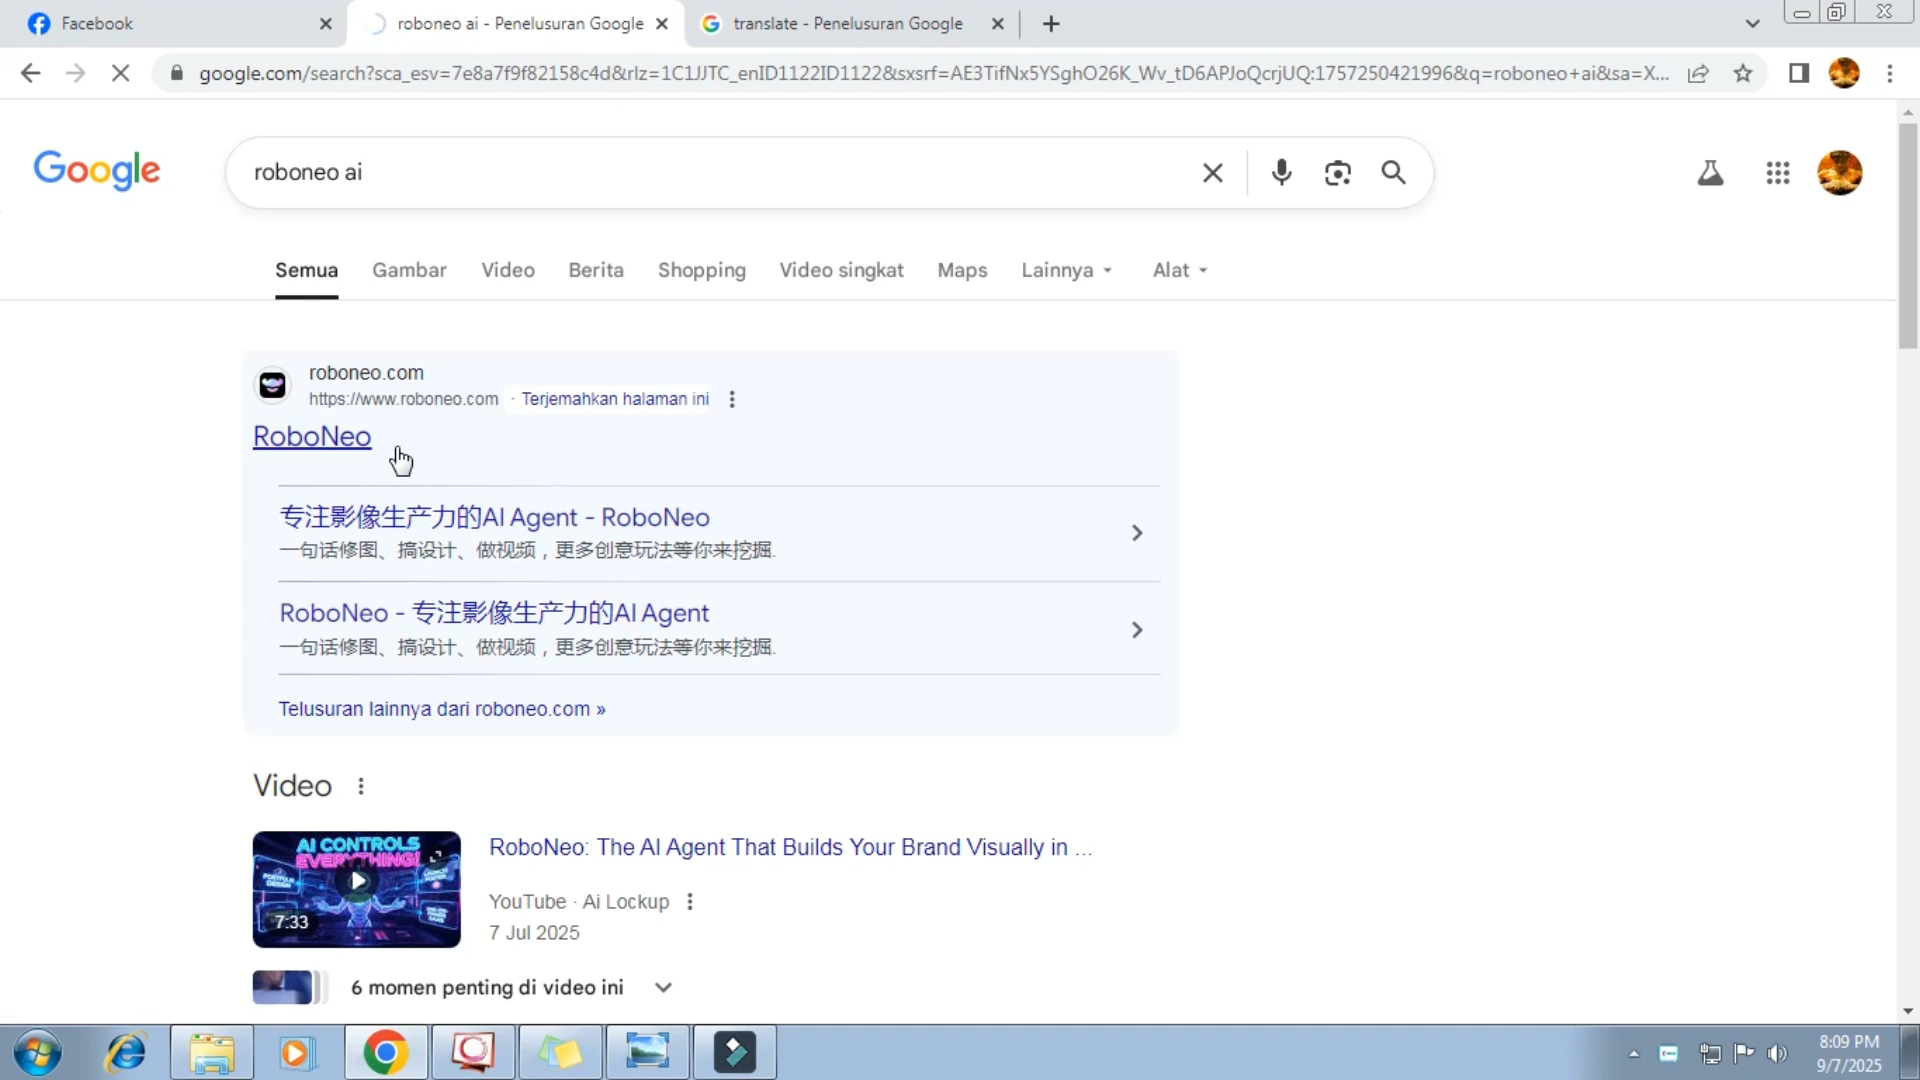 Facebook
roboneo ai - Penelusuran Google
translate - Penelusuran Google
google.com/search?sca_esv=7e8a7f9f82158c4d&rlz=1C1JJTC_enID1122ID1122&sxsrf=AE3TifNx5YSghO26K_Wv_tD6APJoQcrjUQ:1757250421996&q=roboneo+ai&sa=X...
Google
roboneo ai
Semua
Gambar
Video
Berita
Shopping
Video singkat
Maps
Lainnya
Alat
roboneo.com
https://www.roboneo.com · Terjemahkan halaman ini
RoboNeo
专注影像生产力的AI Agent - RoboNeo
一句话修图、搞设计、做视频，更多创意玩法等你来挖掘.
RoboNeo - 专注影像生产力的AI Agent
一句话修图、搞设计、做视频，更多创意玩法等你来挖掘.
Telusuran lainnya dari roboneo.com »
Video
AI CONTROLS
EVERYTHING!
7:33
RoboNeo: The AI Agent That Builds Your Brand Visually in ...
YouTube · Ai Lockup
7 Jul 2025
6 momen penting di video ini
8:09 PM
9/7/2025